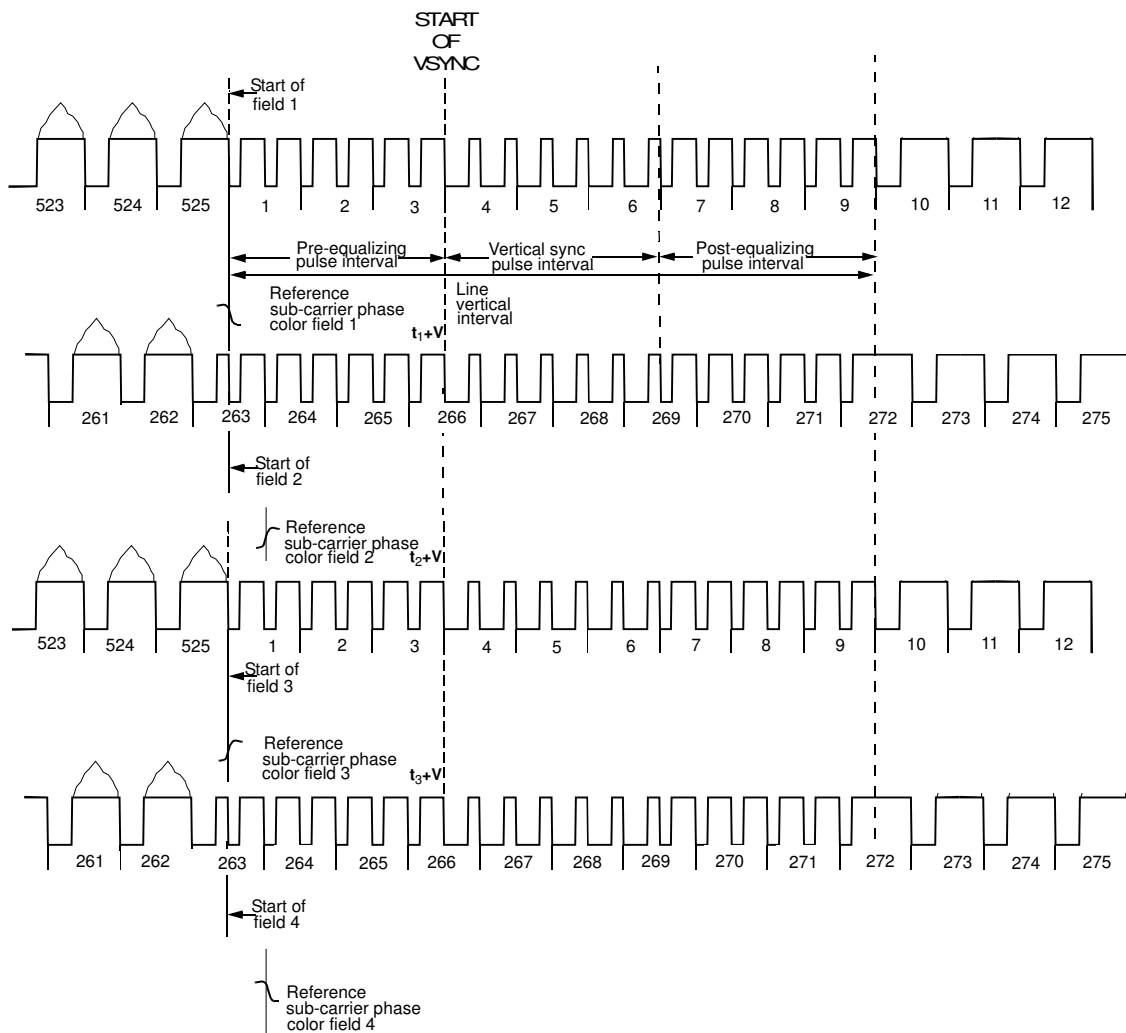 START
OF
VSYNC
Start of
field 1
523 524 525 1 2 3 4 5 6 7 8 9 10 11 12
Pre-equalizing
pulse interval
Vertical sync
pulse interval
Post-equalizing
pulse interval
Reference
sub-carrier phase
color field 1
t1+V
Line
vertical
interval
261 262 263 264 265 266 267 268 269 270 271 272 273 274 275
Start of
field 2
Reference
sub-carrier phase
color field 2
t2+V
523 524 525 1 2 3 4 5 6 7 8 9 10 11 12
Start of
field 3
Reference
sub-carrier phase
color field 3
t3+V
261 262 263 264 265 266 267 268 269 270 271 272 273 274 275
Start of
field 4
Reference
sub-carrier phase
color field 4